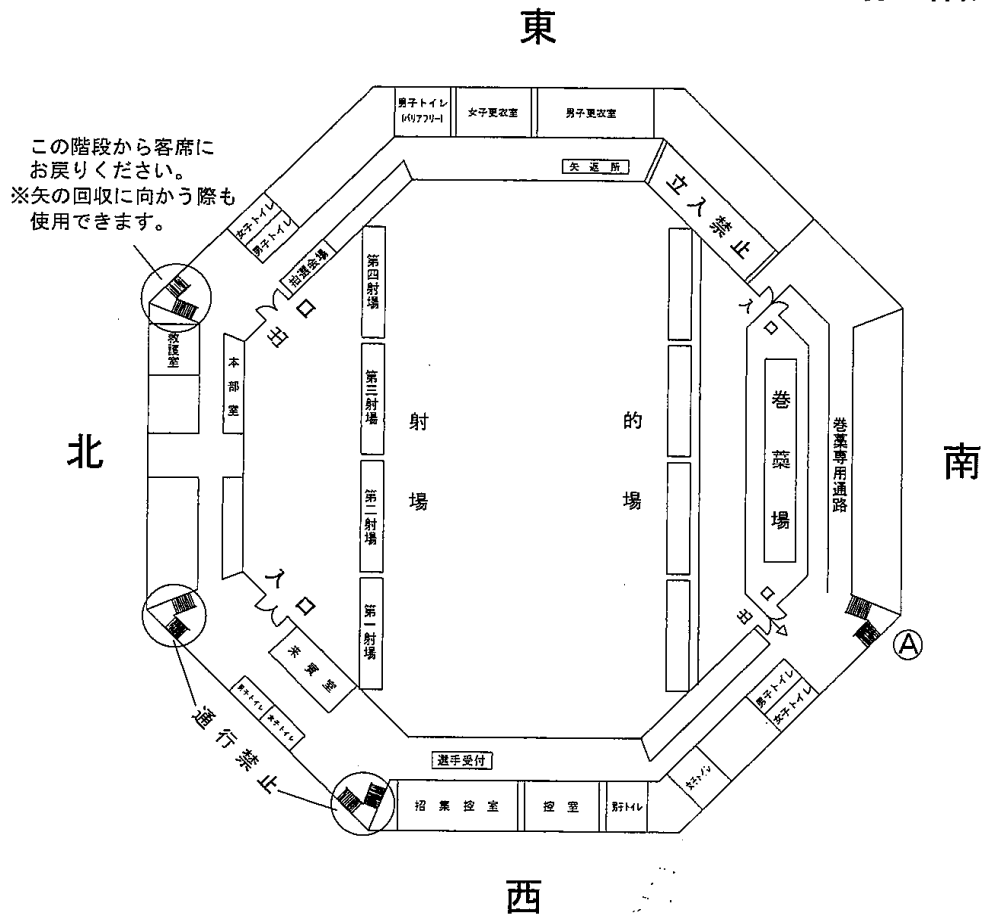 東
男子トイレ
(バリアフリー)
女子更衣室
男子更衣室
この階段から客席に
お戻りください。
※矢の回収に向かう際も
使用できます。
矢返所
立入禁止
女子トイレ
男子トイレ
抽選会場
出口
第四射場
入口
救護室
本部室
第三射場
射場
的場
巻藁場
巻藁専用通路
北
南
第二射場
入口
第一射場
出口
A
来賓室
男子トイレ
女子トイレ
男子トイレ
女子トイレ
通行禁止
選手受付
女子トイレ
招集控室
控室
男子トイレ
西